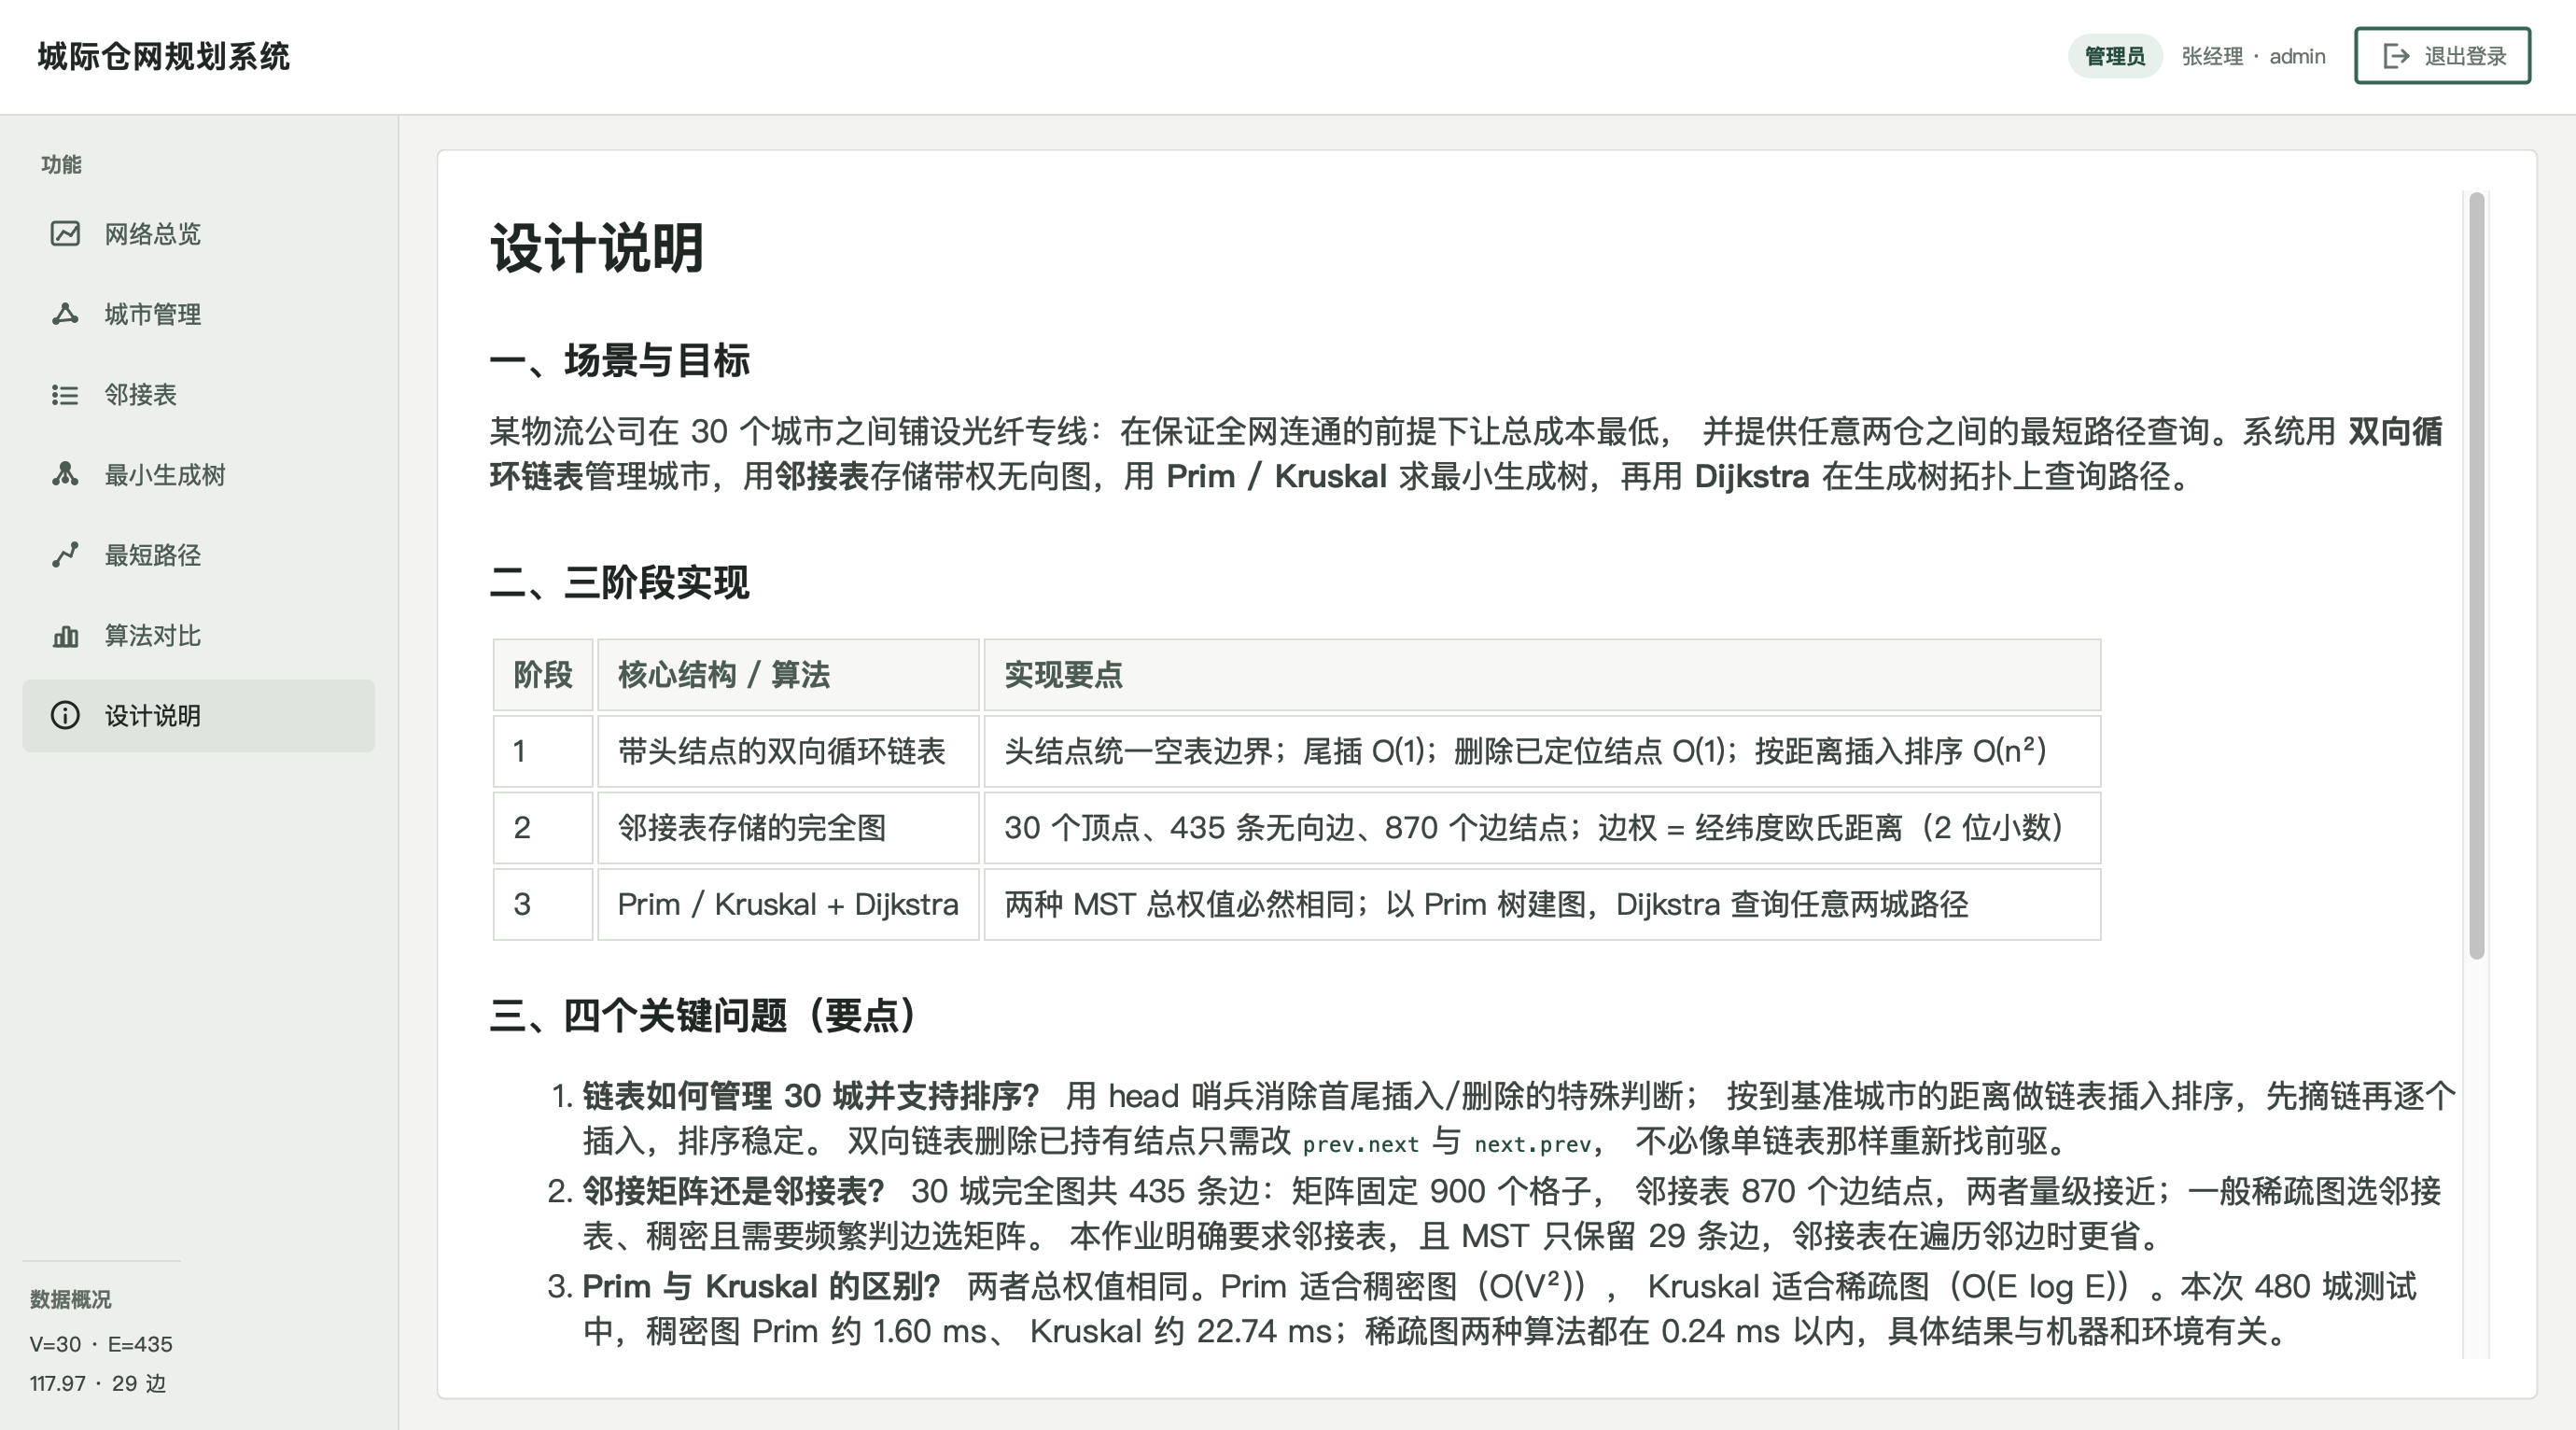 城际仓网规划系统
管理员 张经理 · admin 退出登录
功能
网络总览
城市管理
邻接表
最小生成树
最短路径
算法对比
设计说明
数据概况
V=30 · E=435
117.97 · 29 边
设计说明
一、场景与目标
某物流公司在 30 个城市之间铺设光纤专线：在保证全网连通的前提下让总成本最低， 并提供任意两仓之间的最短路径查询。系统用 双向循
环链表管理城市，用邻接表存储带权无向图，用 Prim / Kruskal 求最小生成树，再用 Dijkstra 在生成树拓扑上查询路径。
二、三阶段实现
阶段 核心结构 / 算法 实现要点
1 带头结点的双向循环链表 头结点统一空表边界；尾插 O(1)；删除已定位结点 O(1)；按距离插入排序 O(n²)
2 邻接表存储的完全图 30 个顶点、435 条无向边、870 个边结点；边权 = 经纬度欧氏距离（2 位小数）
3 Prim / Kruskal + Dijkstra 两种 MST 总权值必然相同；以 Prim 树建图，Dijkstra 查询任意两城路径
三、四个关键问题（要点）
1. 链表如何管理 30 城并支持排序？ 用 head 哨兵消除首尾插入/删除的特殊判断； 按到基准城市的距离做链表插入排序，先摘链再逐个
插入，排序稳定。 双向链表删除已持有结点只需改 prev.next 与 next.prev， 不必像单链表那样重新找前驱。
2. 邻接矩阵还是邻接表？ 30 城完全图共 435 条边：矩阵固定 900 个格子， 邻接表 870 个边结点，两者量级接近；一般稀疏图选邻接
表、稠密且需要频繁判边选矩阵。 本作业明确要求邻接表，且 MST 只保留 29 条边，邻接表在遍历邻边时更省。
3. Prim 与 Kruskal 的区别？ 两者总权值相同。Prim 适合稠密图（O(V²)）， Kruskal 适合稀疏图（O(E log E)）。本次 480 城测试
中，稠密图 Prim 约 1.60 ms、 Kruskal 约 22.74 ms；稀疏图两种算法都在 0.24 ms 以内，具体结果与机器和环境有关。